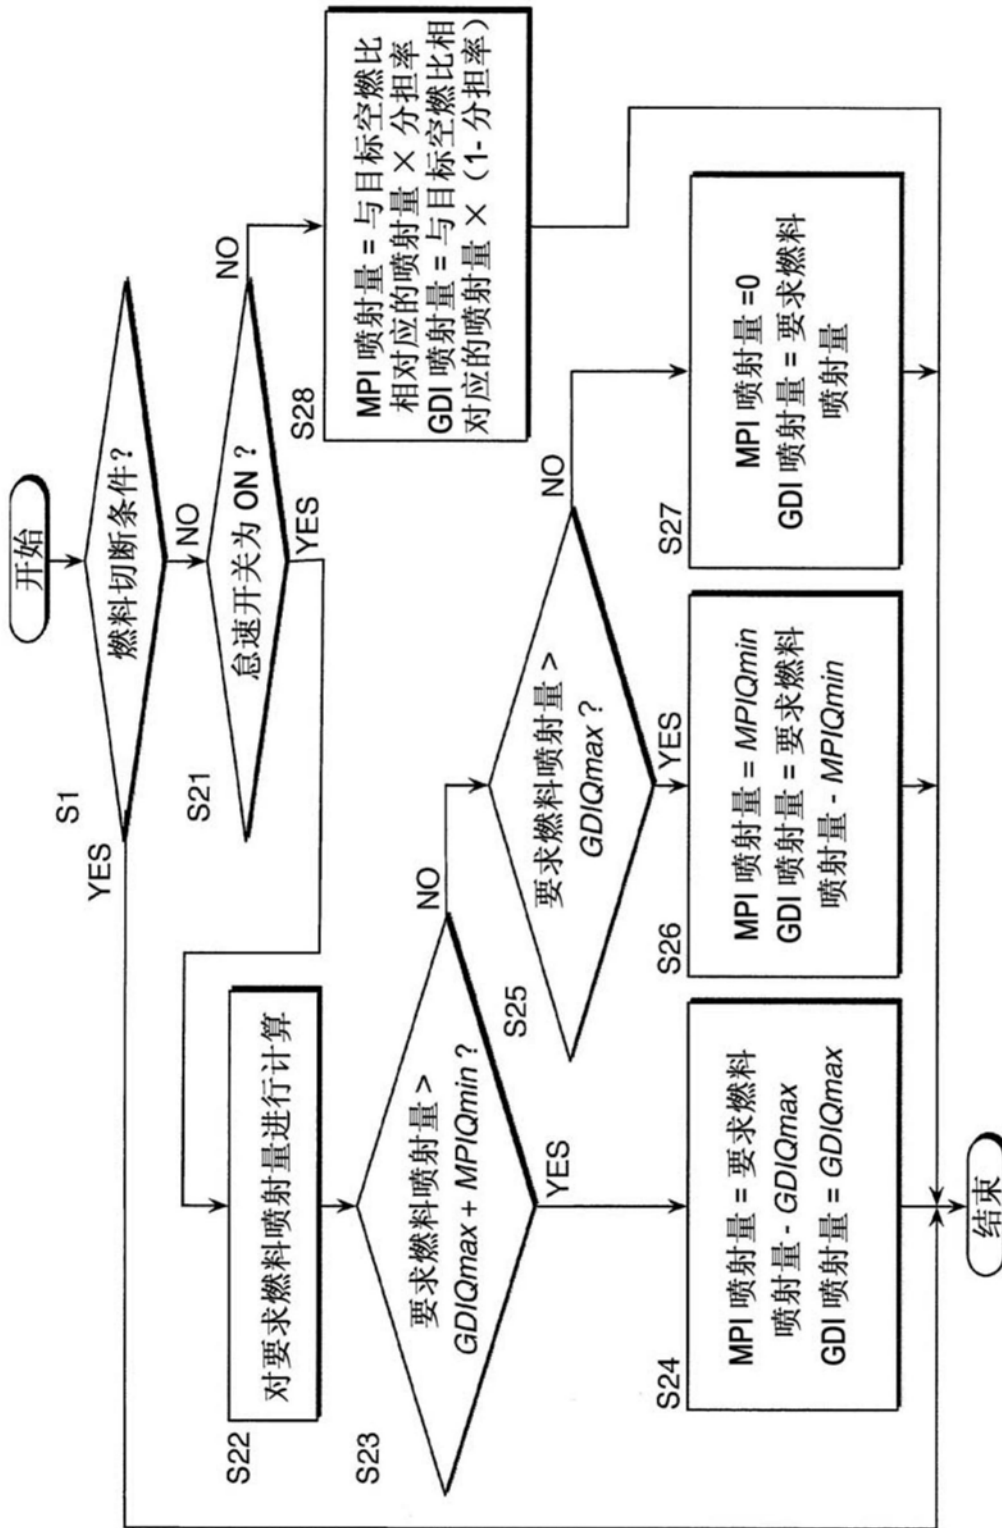 开始
S1
燃料切断条件?
YES
NO
S21
怠速开关为 ON ?
NO
YES
S28
MPI 喷射量 = 与目标空燃比
相对应的喷射量 × 分担率
GDI 喷射量 = 与目标空燃比相
对应的喷射量 × (1- 分担率)
S22
对要求燃料喷射量进行计算
S23
要求燃料喷射量 >
GDIQmax + MPIQmin ?
NO
YES
S25
要求燃料喷射量 >
GDIQmax ?
NO
YES
S24
MPI 喷射量 = 要求燃料
喷射量 - GDIQmax
GDI 喷射量 = GDIQmax
S26
MPI 喷射量 = MPIQmin
GDI 喷射量 = 要求燃料
喷射量 - MPIQmin
S27
MPI 喷射量 =0
GDI 喷射量 = 要求燃料
喷射量
结束